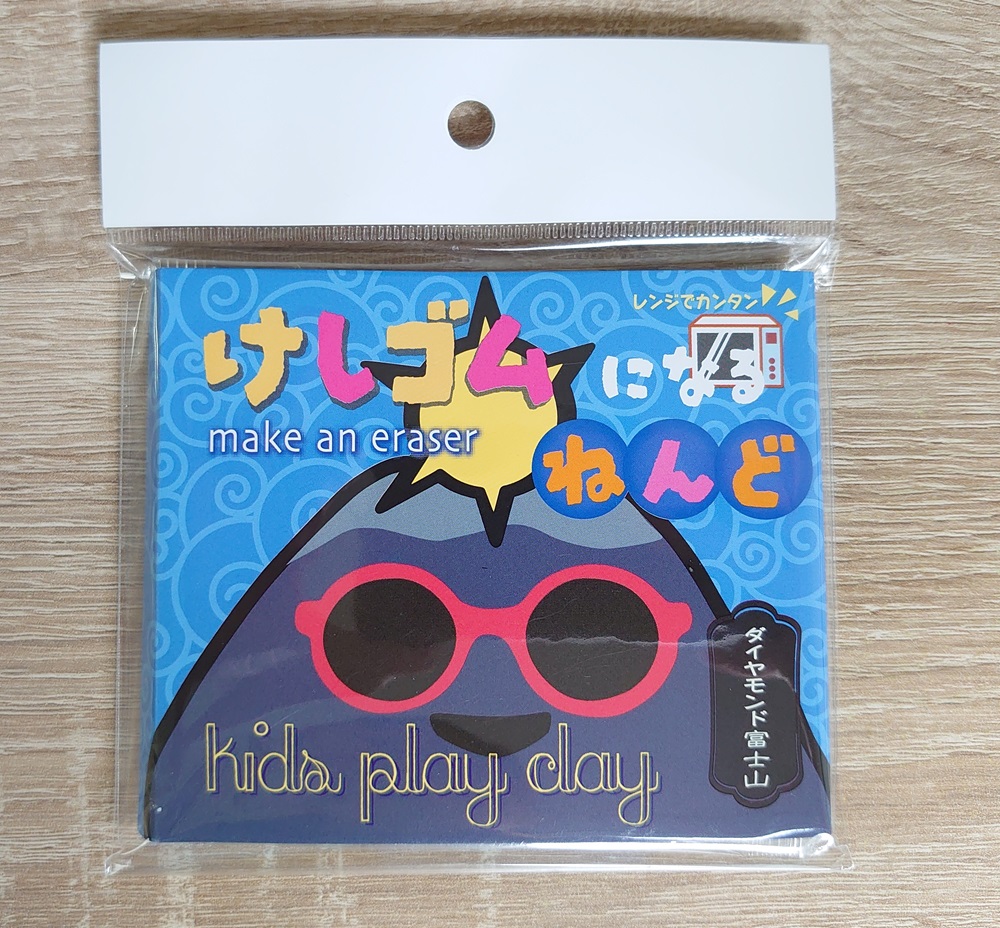 レンジでカンタン
けしゴムになる
make an eraser
ねんど
ダイヤモンド富士山
kids play clay